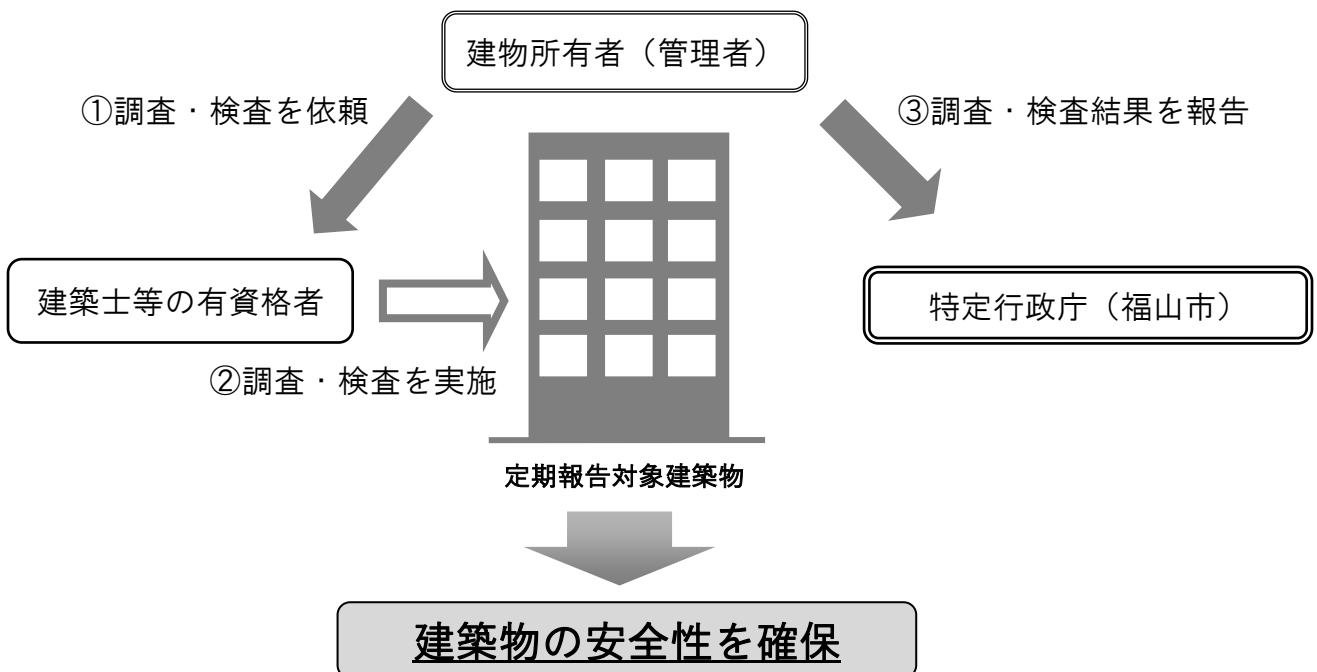 建物所有者（管理者）
①調査・検査を依頼
③調査・検査結果を報告
建築士等の有資格者
特定行政庁（福山市）
②調査・検査を実施
定期報告対象建築物
建築物の安全性を確保